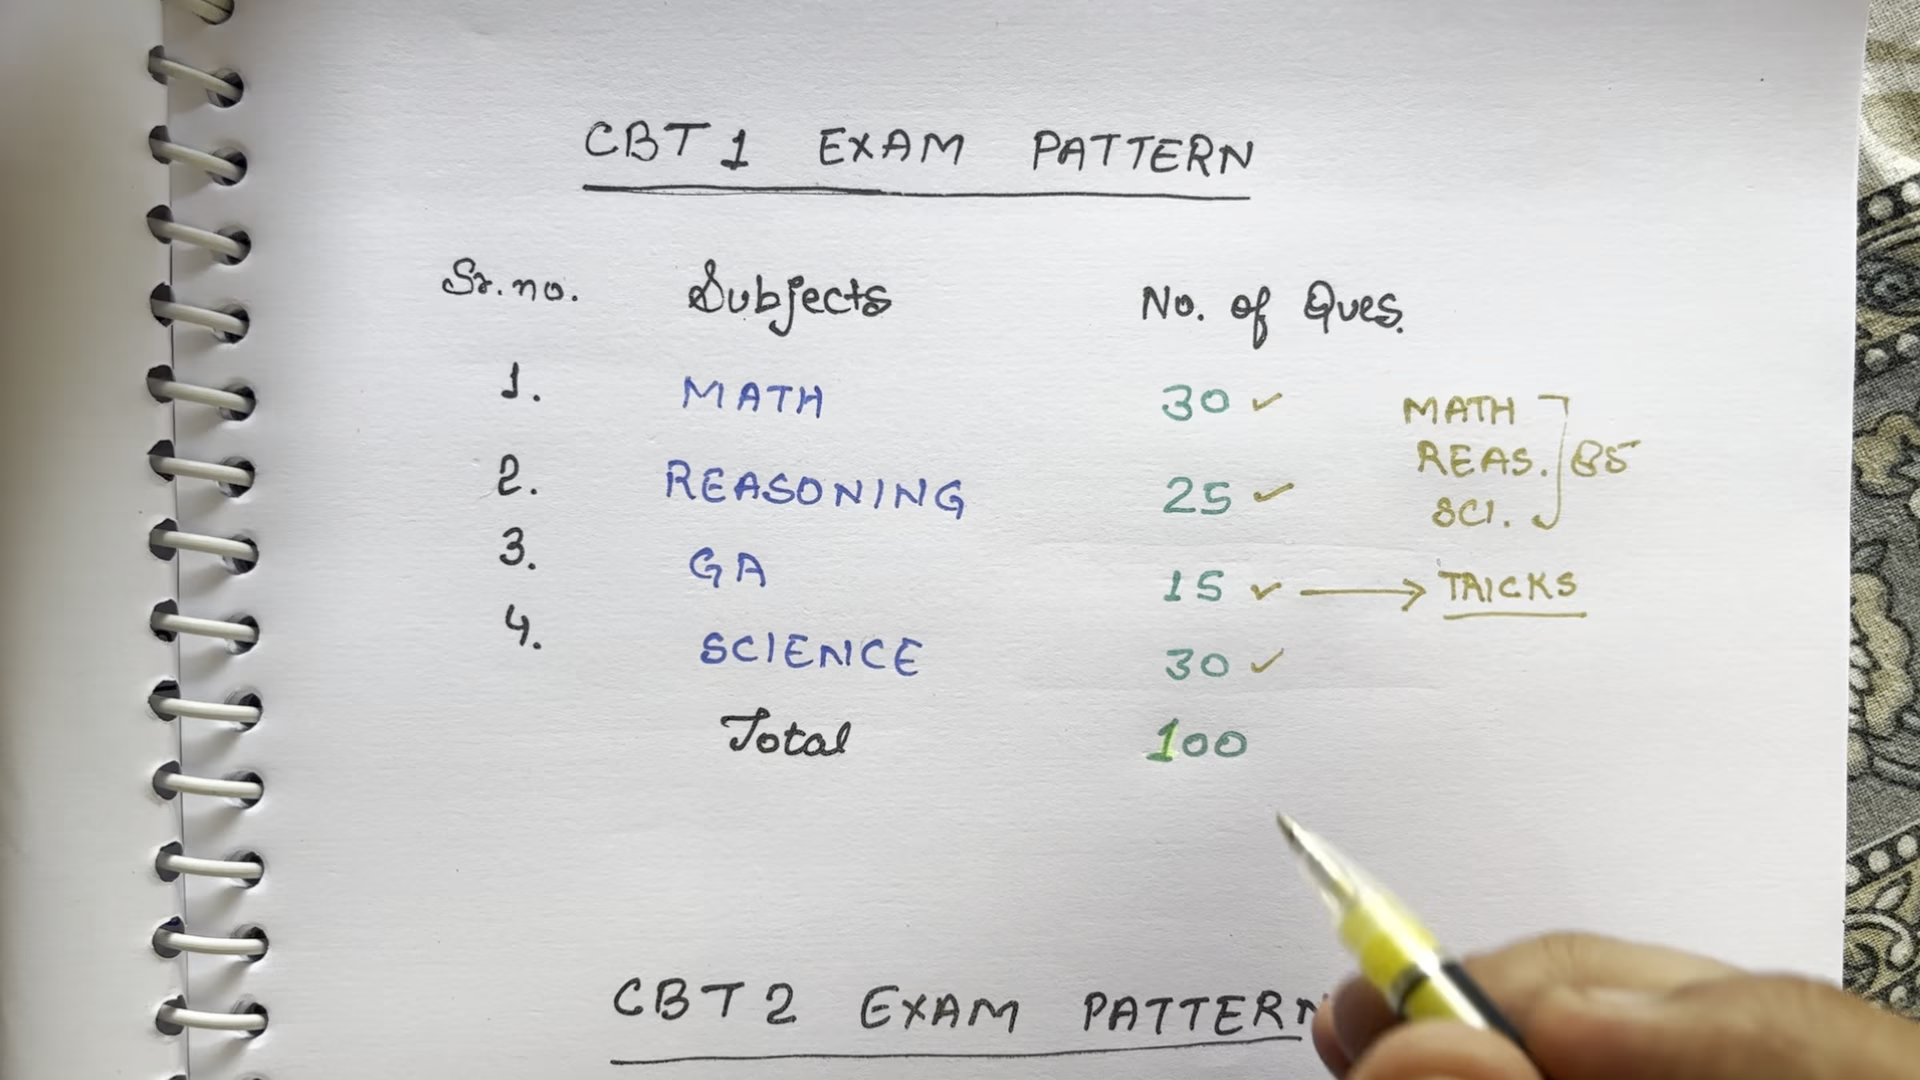 CBT 1 EXAM PATTERN
Sr. no. Subjects No. of Ques.
1. MATH 30 ✓ MATH
2. REASONING 25 ✓ REAS. 85
SCI.
3. GA 15 ✓ → TRICKS
4. SCIENCE 30 ✓
Total 100
CBT 2 EXAM PATTERN